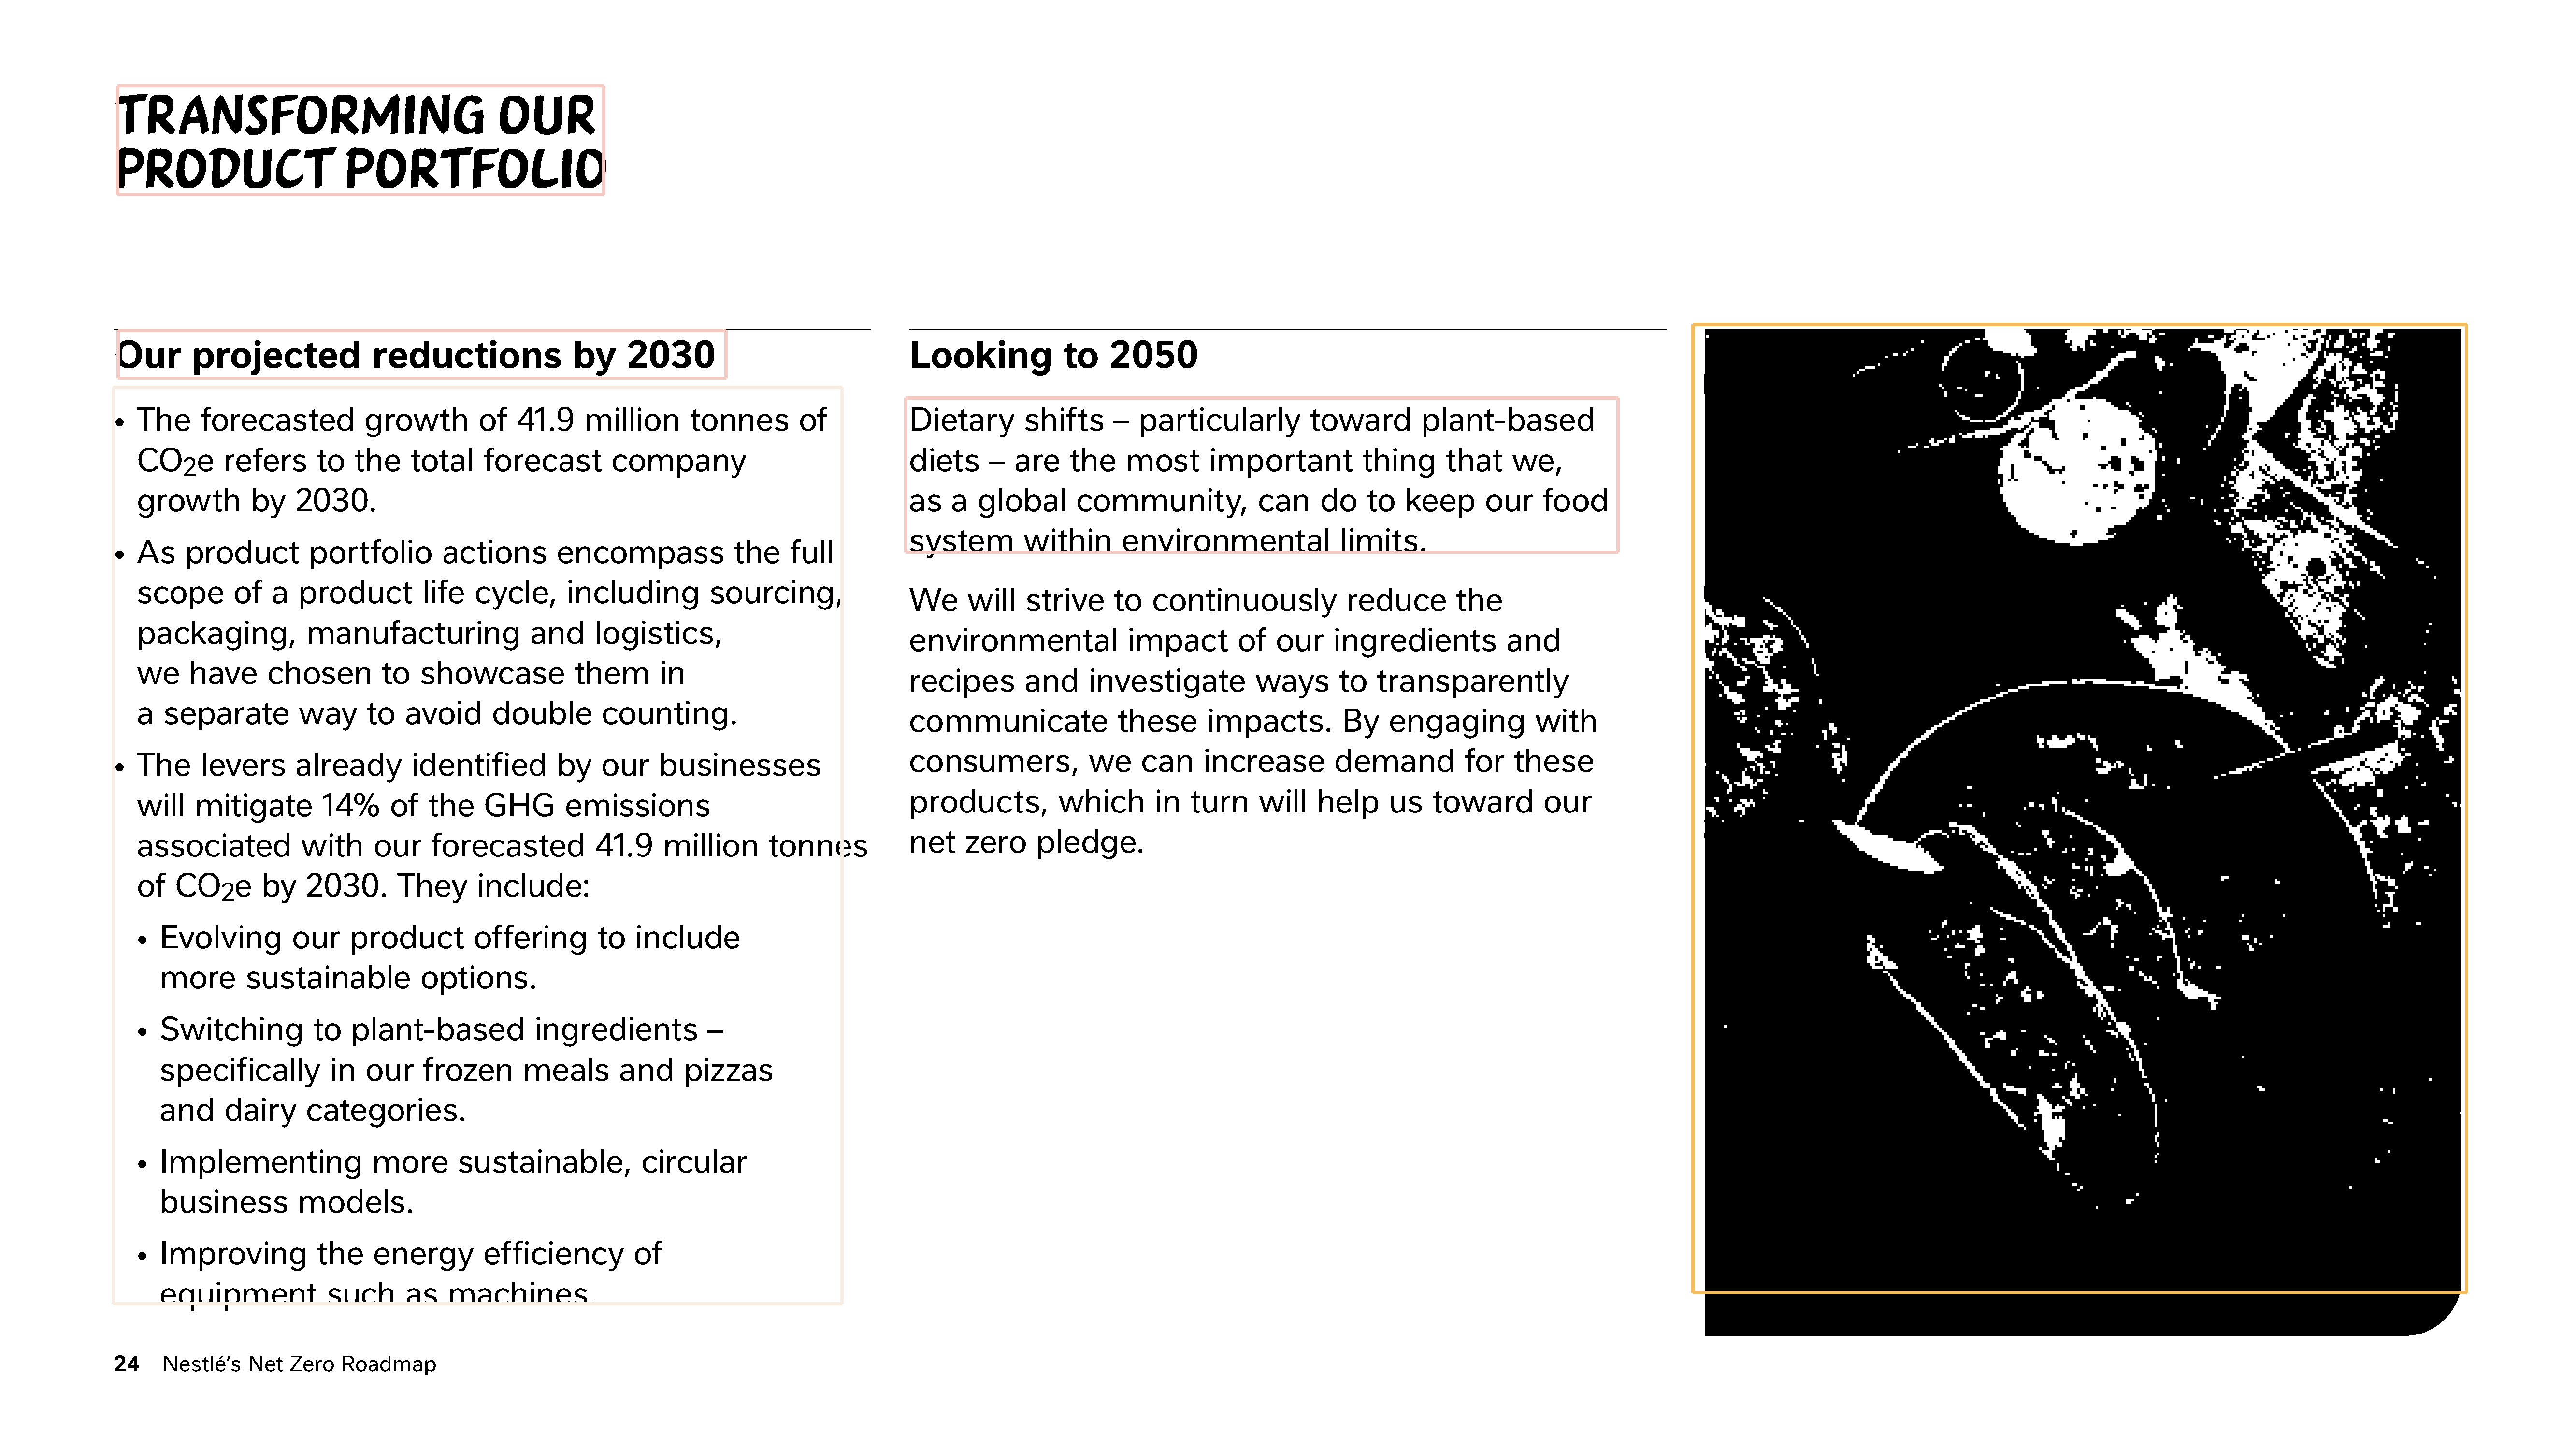 TRANSFORMING OUR
PRODUCT PORTFOLIO
Our projected reductions by 2030
• The forecasted growth of 41.9 million tonnes of
CO2e refers to the total forecast company
growth by 2030.
• As product portfolio actions encompass the full
scope of a product life cycle, including sourcing,
packaging, manufacturing and logistics,
we have chosen to showcase them in
a separate way to avoid double counting.
• The levers already identified by our businesses
will mitigate 14% of the GHG emissions
associated with our forecasted 41.9 million tonnes
of CO2e by 2030. They include:
• Evolving our product offering to include
more sustainable options.
• Switching to plant-based ingredients –
specifically in our frozen meals and pizzas
and dairy categories.
• Implementing more sustainable, circular
business models.
• Improving the energy efficiency of
equipment such as machines.
Looking to 2050
Dietary shifts – particularly toward plant-based
diets – are the most important thing that we,
as a global community, can do to keep our food
system within environmental limits.
We will strive to continuously reduce the
environmental impact of our ingredients and
recipes and investigate ways to transparently
communicate these impacts. By engaging with
consumers, we can increase demand for these
products, which in turn will help us toward our
net zero pledge.
24 Nestlé’s Net Zero Roadmap